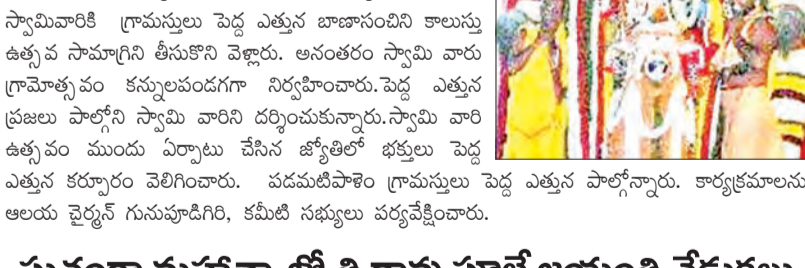 స్వామివారికి గ్రామస్తులు పెద్ద ఎత్తున బాణాసంచిని కాలుస్తు
ఉత్సవ సామాగ్రిని తీసుకొని వెళ్లారు. అనంతరం స్వామి వారు
గ్రామోత్సవం కన్నులపండగగా నిర్వహించారు.పెద్ద ఎత్తున
ప్రజలు పాల్గోని స్వామి వారిని దర్శించుకున్నారు.స్వామి వారి
ఉత్సవం ముందు ఏర్పాటు చేసిన జ్యోతిలో భక్తులు పెద్ద
ఎత్తున కర్పూరం వెలిగించారు. పడమటిపాళెం గ్రామస్తులు పెద్ద ఎత్తున పాల్గోన్నారు. కార్యక్రమాలను
ఆలయ చైర్మన్ గునుపూడిగిరి, కమీటి సభ్యులు పర్యవేక్షించారు.